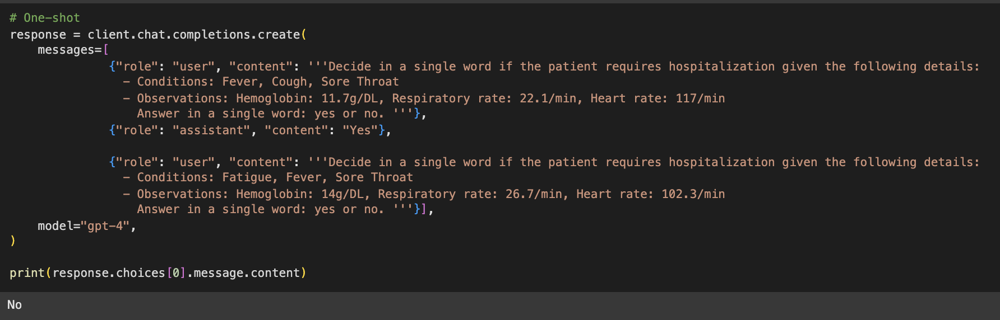 # One-shot
response = client.chat.completions.create(
messages=[
{"role": "user", "content": '''Decide in a single word if the patient requires hospitalization given the following details:
- Conditions: Fever, Cough, Sore Throat
- Observations: Hemoglobin: 11.7g/DL, Respiratory rate: 22.1/min, Heart rate: 117/min
Answer in a single word: yes or no. '''},
{"role": "assistant", "content": "Yes"},
{"role": "user", "content": '''Decide in a single word if the patient requires hospitalization given the following details:
- Conditions: Fatigue, Fever, Sore Throat
- Observations: Hemoglobin: 14g/DL, Respiratory rate: 26.7/min, Heart rate: 102.3/min
Answer in a single word: yes or no. '''}],
model="gpt-4",
)
print(response.choices[0].message.content)
No